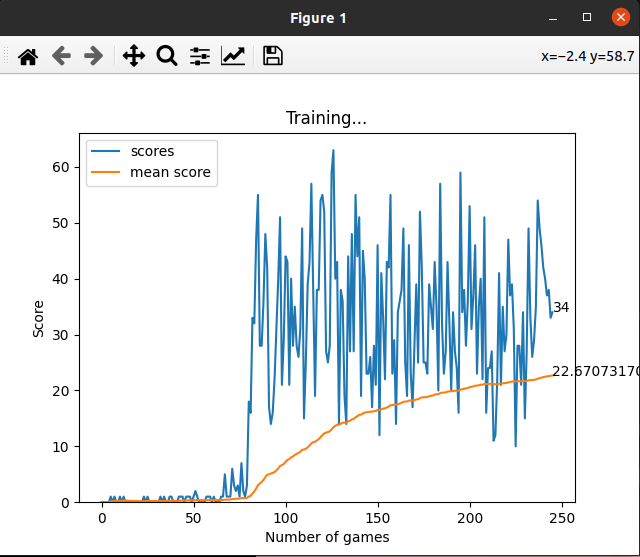 Figure 1
x=−2.4 y=58.7
Training...
scores
mean score
60
50
40
30
20
10
0
Score
34
22.67073170
0
50
100
150
200
250
Number of games